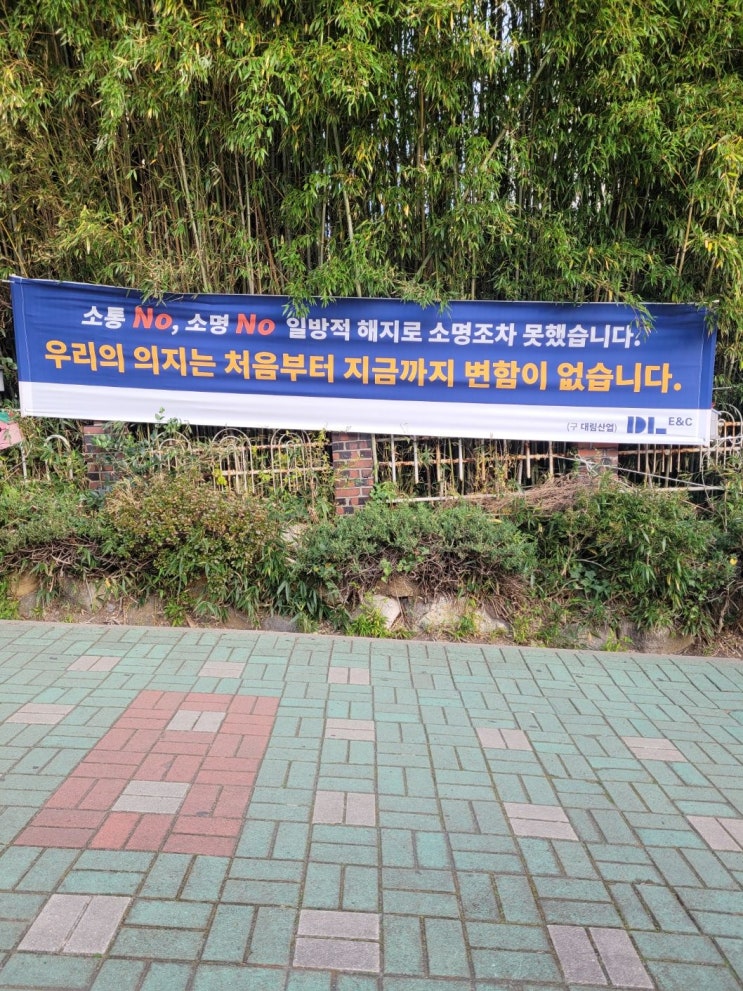 소통 No, 소명 No 일방적 해지로 소명조차 못했습니다.
우리의 의지는 처음부터 지금까지 변함이 없습니다.
(구 대림산업) DL E&C